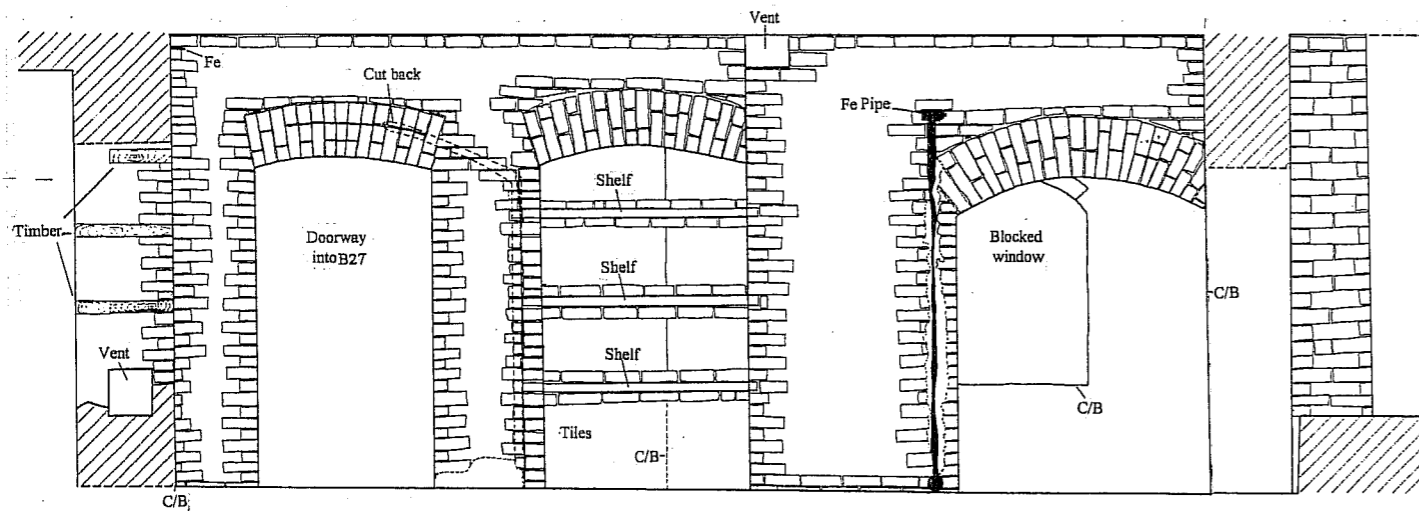 Vent
Fe
Cut back
Fe Pipe
Shelf
Timber
Doorway
into B27
Blocked
window
Shelf
C/B
Vent
Shelf
C/B
Tiles
C/B
C/B